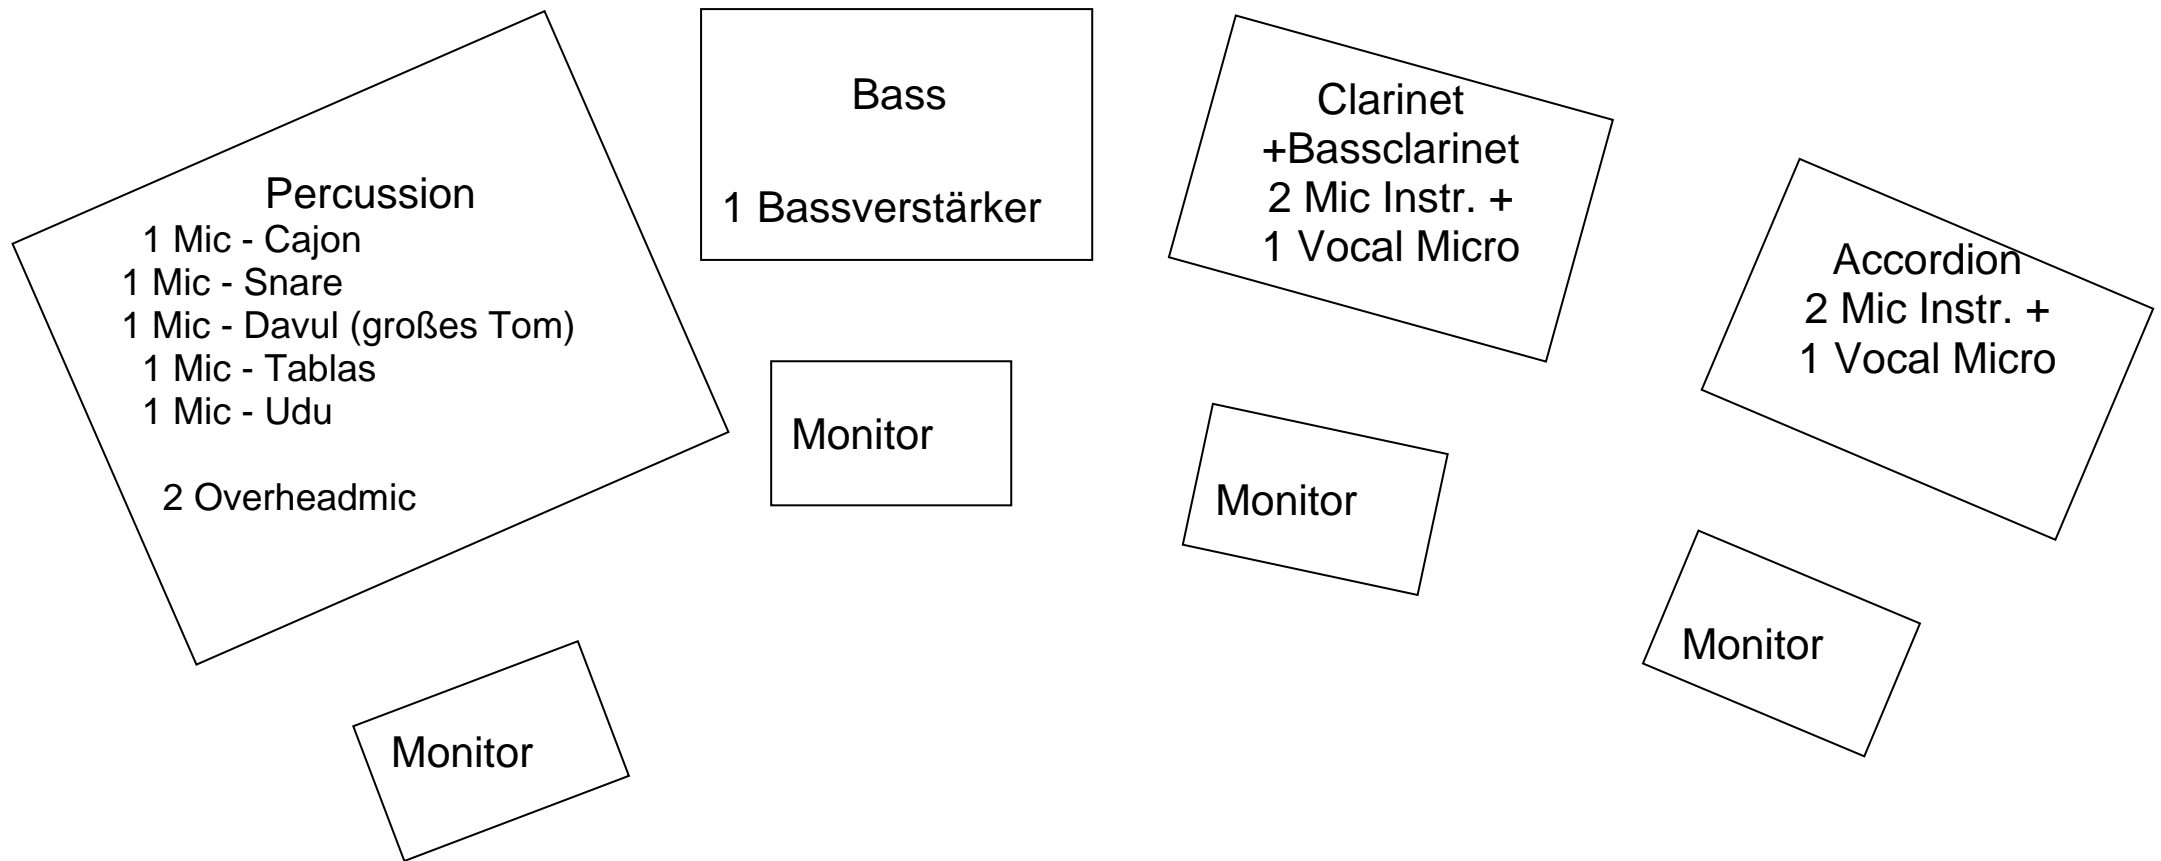 Percussion
1 Mic - Cajon
1 Mic - Snare
1 Mic - Davul (großes Tom)
1 Mic - Tablas
1 Mic - Udu
2 Overheadmic
Bass
1 Bassverstärker
Clarinet
+Bassclarinet
2 Mic Instr. +
1 Vocal Micro
Accordion
2 Mic Instr. +
1 Vocal Micro
Monitor
Monitor
Monitor
Monitor